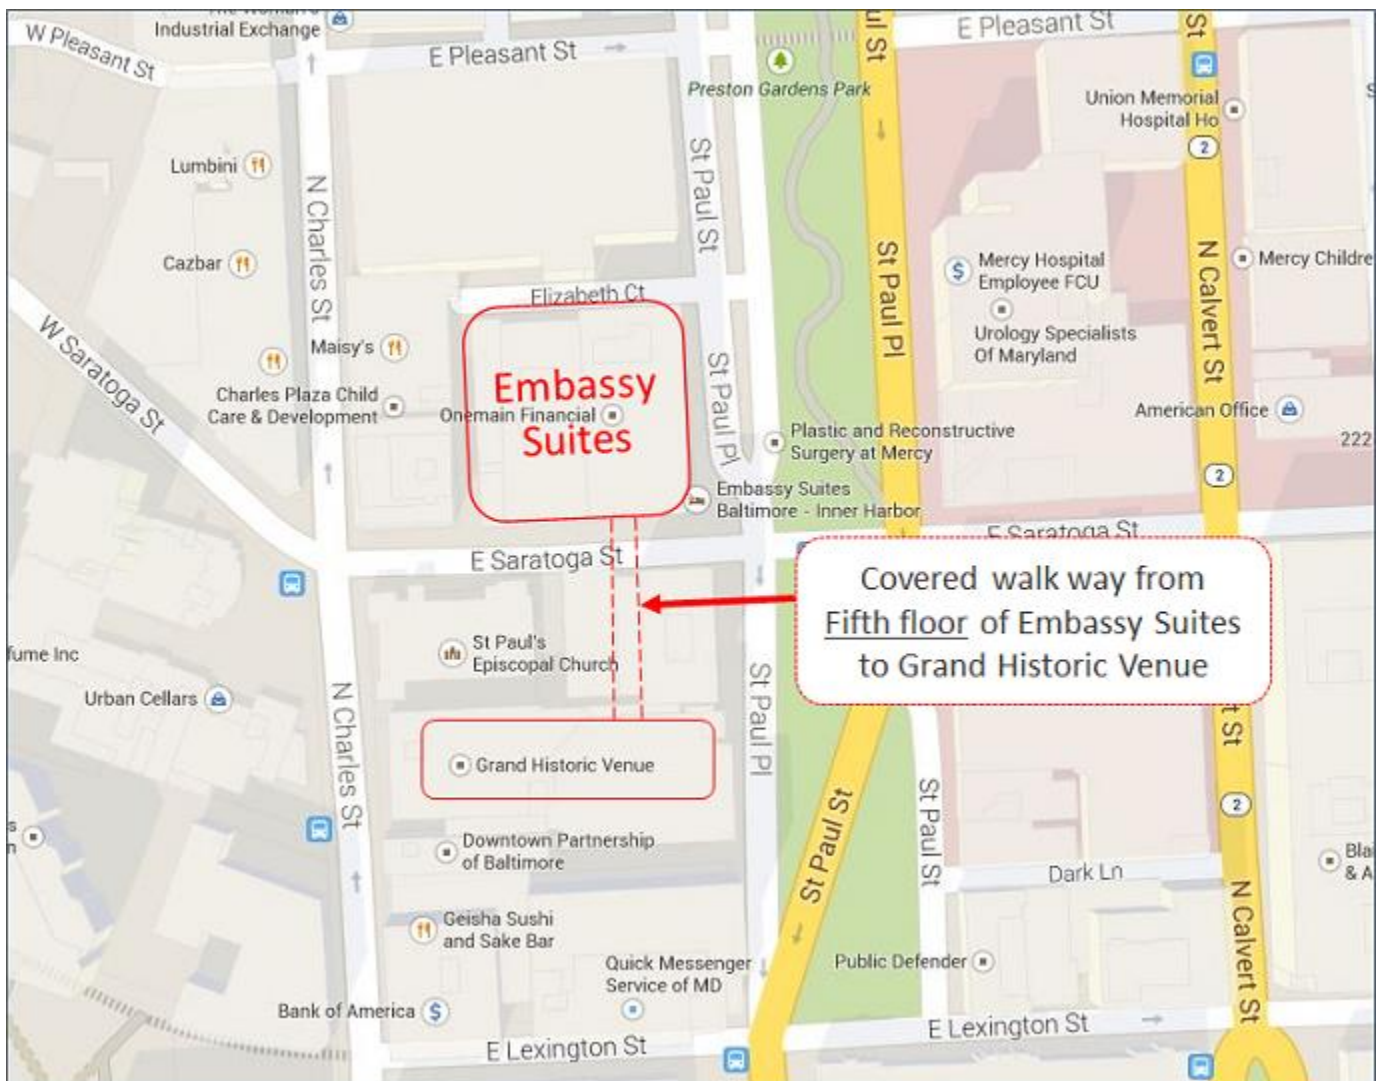 Industrial Exchange
W Pleasant St
E Pleasant St
ul St
E Pleasant St
St
Preston Gardens Park
Union Memorial
Hospital Ho
2
Lumbini
N Charles St
St Paul St
Cazbar
St Paul Pl
N Calvert St
Mercy Hospital
Employee FCU
Mercy Childre
Elizabeth Ct
W Saratoga St
Maisy's
Urology Specialists
Of Maryland
Charles Plaza Child
Care & Development
Embassy
Suites
Onemain Financial
St Paul Pl
American Office
Plastic and Reconstructive
Surgery at Mercy
222
2
Embassy Suites
Baltimore - Inner Harbor
E Saratoga St
E Saratoga St
Covered walk way from
Fifth floor of Embassy Suites
to Grand Historic Venue
St Paul's
Episcopal Church
fume Inc
Urban Cellars
N Charles St
St Paul Pl
t St
Grand Historic Venue
St Paul St
St Paul St
2
Downtown Partnership
of Baltimore
s
n
Blai
& A
Dark Ln
N Calvert St
Geisha Sushi
and Sake Bar
Quick Messenger
Service of MD
Public Defender
Bank of America
E Lexington St
E Lexington St